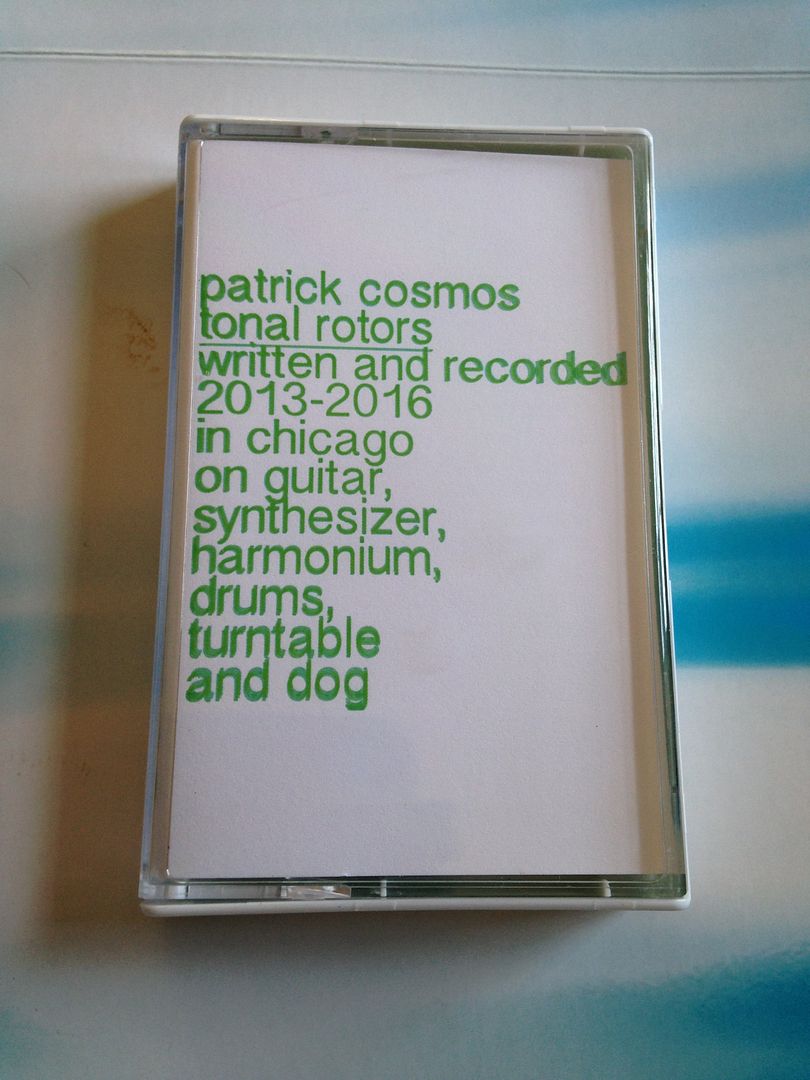 patrick cosmos
tonal rotors
written and recorded
2013-2016
in chicago
on guitar,
synthesizer,
harmonium,
drums,
turntable
and dog